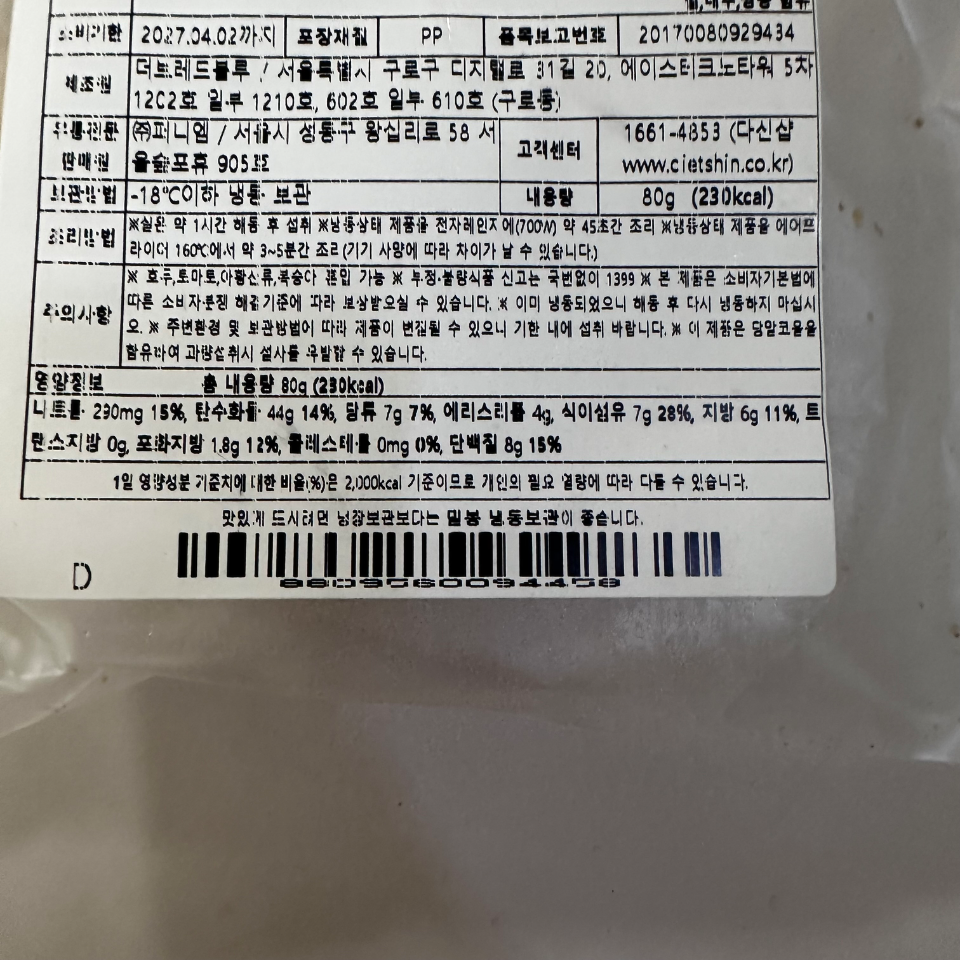 소비기한 2027.04.02까지 포장재질 PP 품목보고번호 20170080929434
제조원 더브레드블루 / 서울특별시 구로구 디지털로 31길 20, 에이스테크노타워 5차
1202호 일부 1210호, 602호 일부 610호 (구로동)
유통전문 ㈜피니엄 / 서울시 성동구 왕십리로 58 서
판매원 울숲포휴 905호
고객센터 1661-4853 (다신샵
www.dietshin.co.kr)
보관방법 -18℃이하 냉동 보관 내용량 80g (230kcal)
조리방법 ※실온 약 1시간 해동 후 섭취 ※냉동상태 제품을 전자레인지에(700W) 약 45초간 조리 ※냉동상태 제품을 에어프
라이어 160℃에서 약 3~5분간 조리(기기 사양에 따라 차이가 날 수 있습니다.)
주의사항 ※ 호두,토마토,아황산류,복숭아 혼입 가능 ※ 부정·불량식품 신고는 국번없이 1399 ※ 본 제품은 소비자기본법에
따른 소비자분쟁 해결기준에 따라 보상받으실 수 있습니다. ※ 이미 냉동되었으니 해동 후 다시 냉동하지 마십시
오. ※ 주변환경 및 보관방법이 따라 제품이 변질될 수 있으니 기한 내에 섭취 바랍니다. ※ 이 제품은 당알코올을
함유하여 과량섭취시 설사를 유발할 수 있습니다.
영양정보 총 내용량 80g (230kcal)
나트륨 290mg 15%, 탄수화물 44g 14%, 당류 7g 7%, 에리스리톨 4g, 식이섬유 7g 28%, 지방 6g 11%, 트
랜스지방 0g, 포화지방 1.8g 12%, 콜레스테롤 0mg 0%, 단백질 8g 15%
1일 영양성분 기준치에 대한 비율(%)은 2,000kcal 기준이므로 개인의 필요 열량에 따라 다를 수 있습니다.
맛있게 드시려면 냉장보관보다는 밀봉 냉동보관이 좋습니다.
D
8809560094458